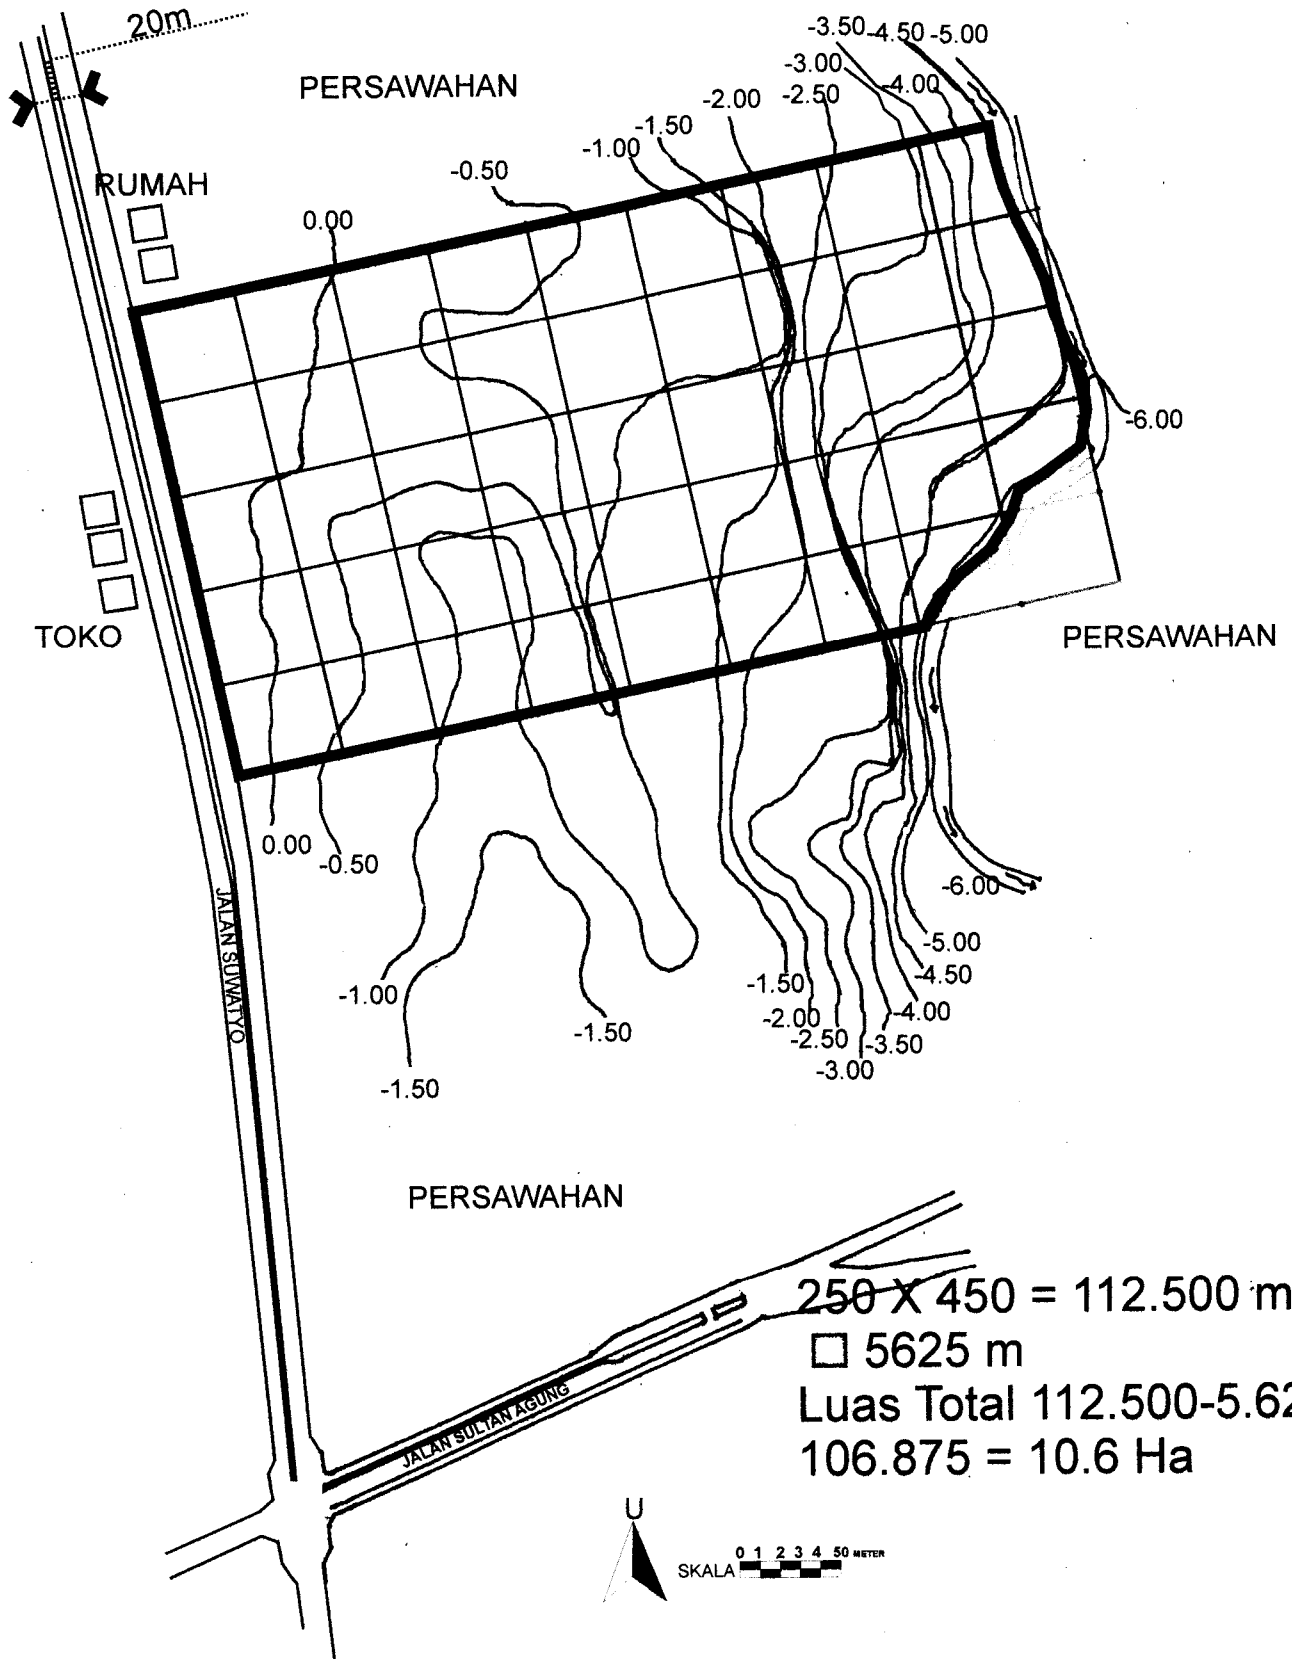 20m
-3.50
-4.50
-5.00
-3.00
-4.00
-2.50
PERSAWAHAN
-2.00
-1.50
-1.00
-0.50
RUMAH
0.00
-6.00
TOKO
PERSAWAHAN
0.00
-0.50
-6.00
JALAN SUWATYO
-5.00
-4.50
-1.50
-1.00
-4.00
-2.00
-1.50
-2.50
-3.50
-3.00
-1.50
PERSAWAHAN
250 X 450 = 112.500 m
□ 5625 m
Luas Total 112.500-5.62
106.875 = 10.6 Ha
JALAN SULTAN AGUNG
U
SKALA 0 1 2 3 4 50 METER